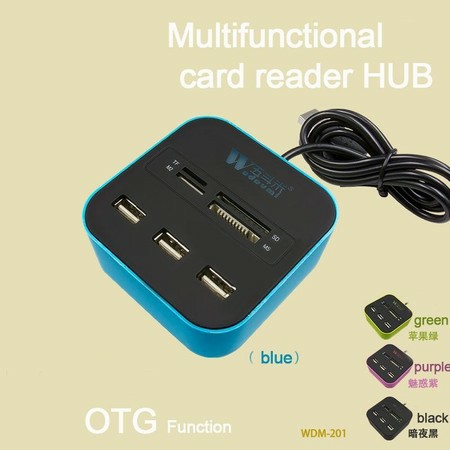 Multifunctional
card reader HUB
TF
M2
SD
MS
( blue )
green
苹果绿
purple
魅惑紫
black
暗夜黑
OTG Function
WDM-201